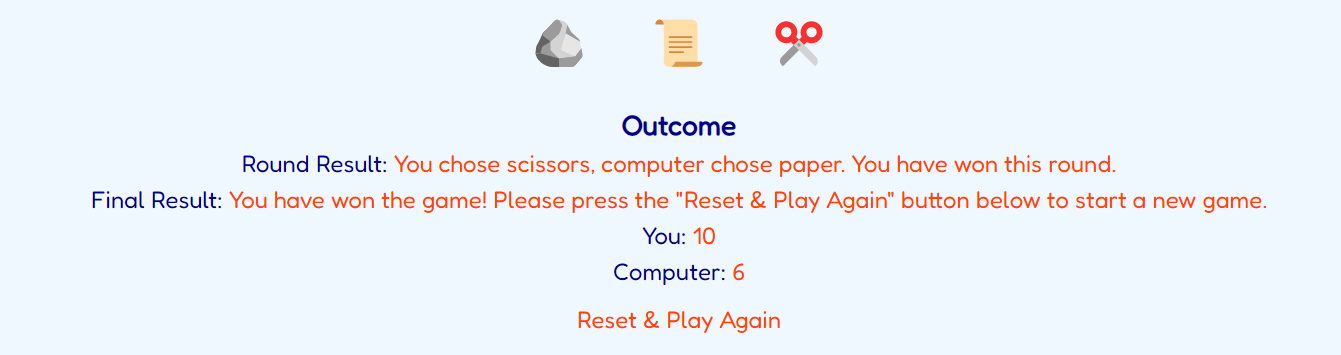 Outcome
Round Result: You chose scissors, computer chose paper. You have won this round.
Final Result: You have won the game! Please press the "Reset & Play Again" button below to start a new game.
You: 10
Computer: 6
Reset & Play Again